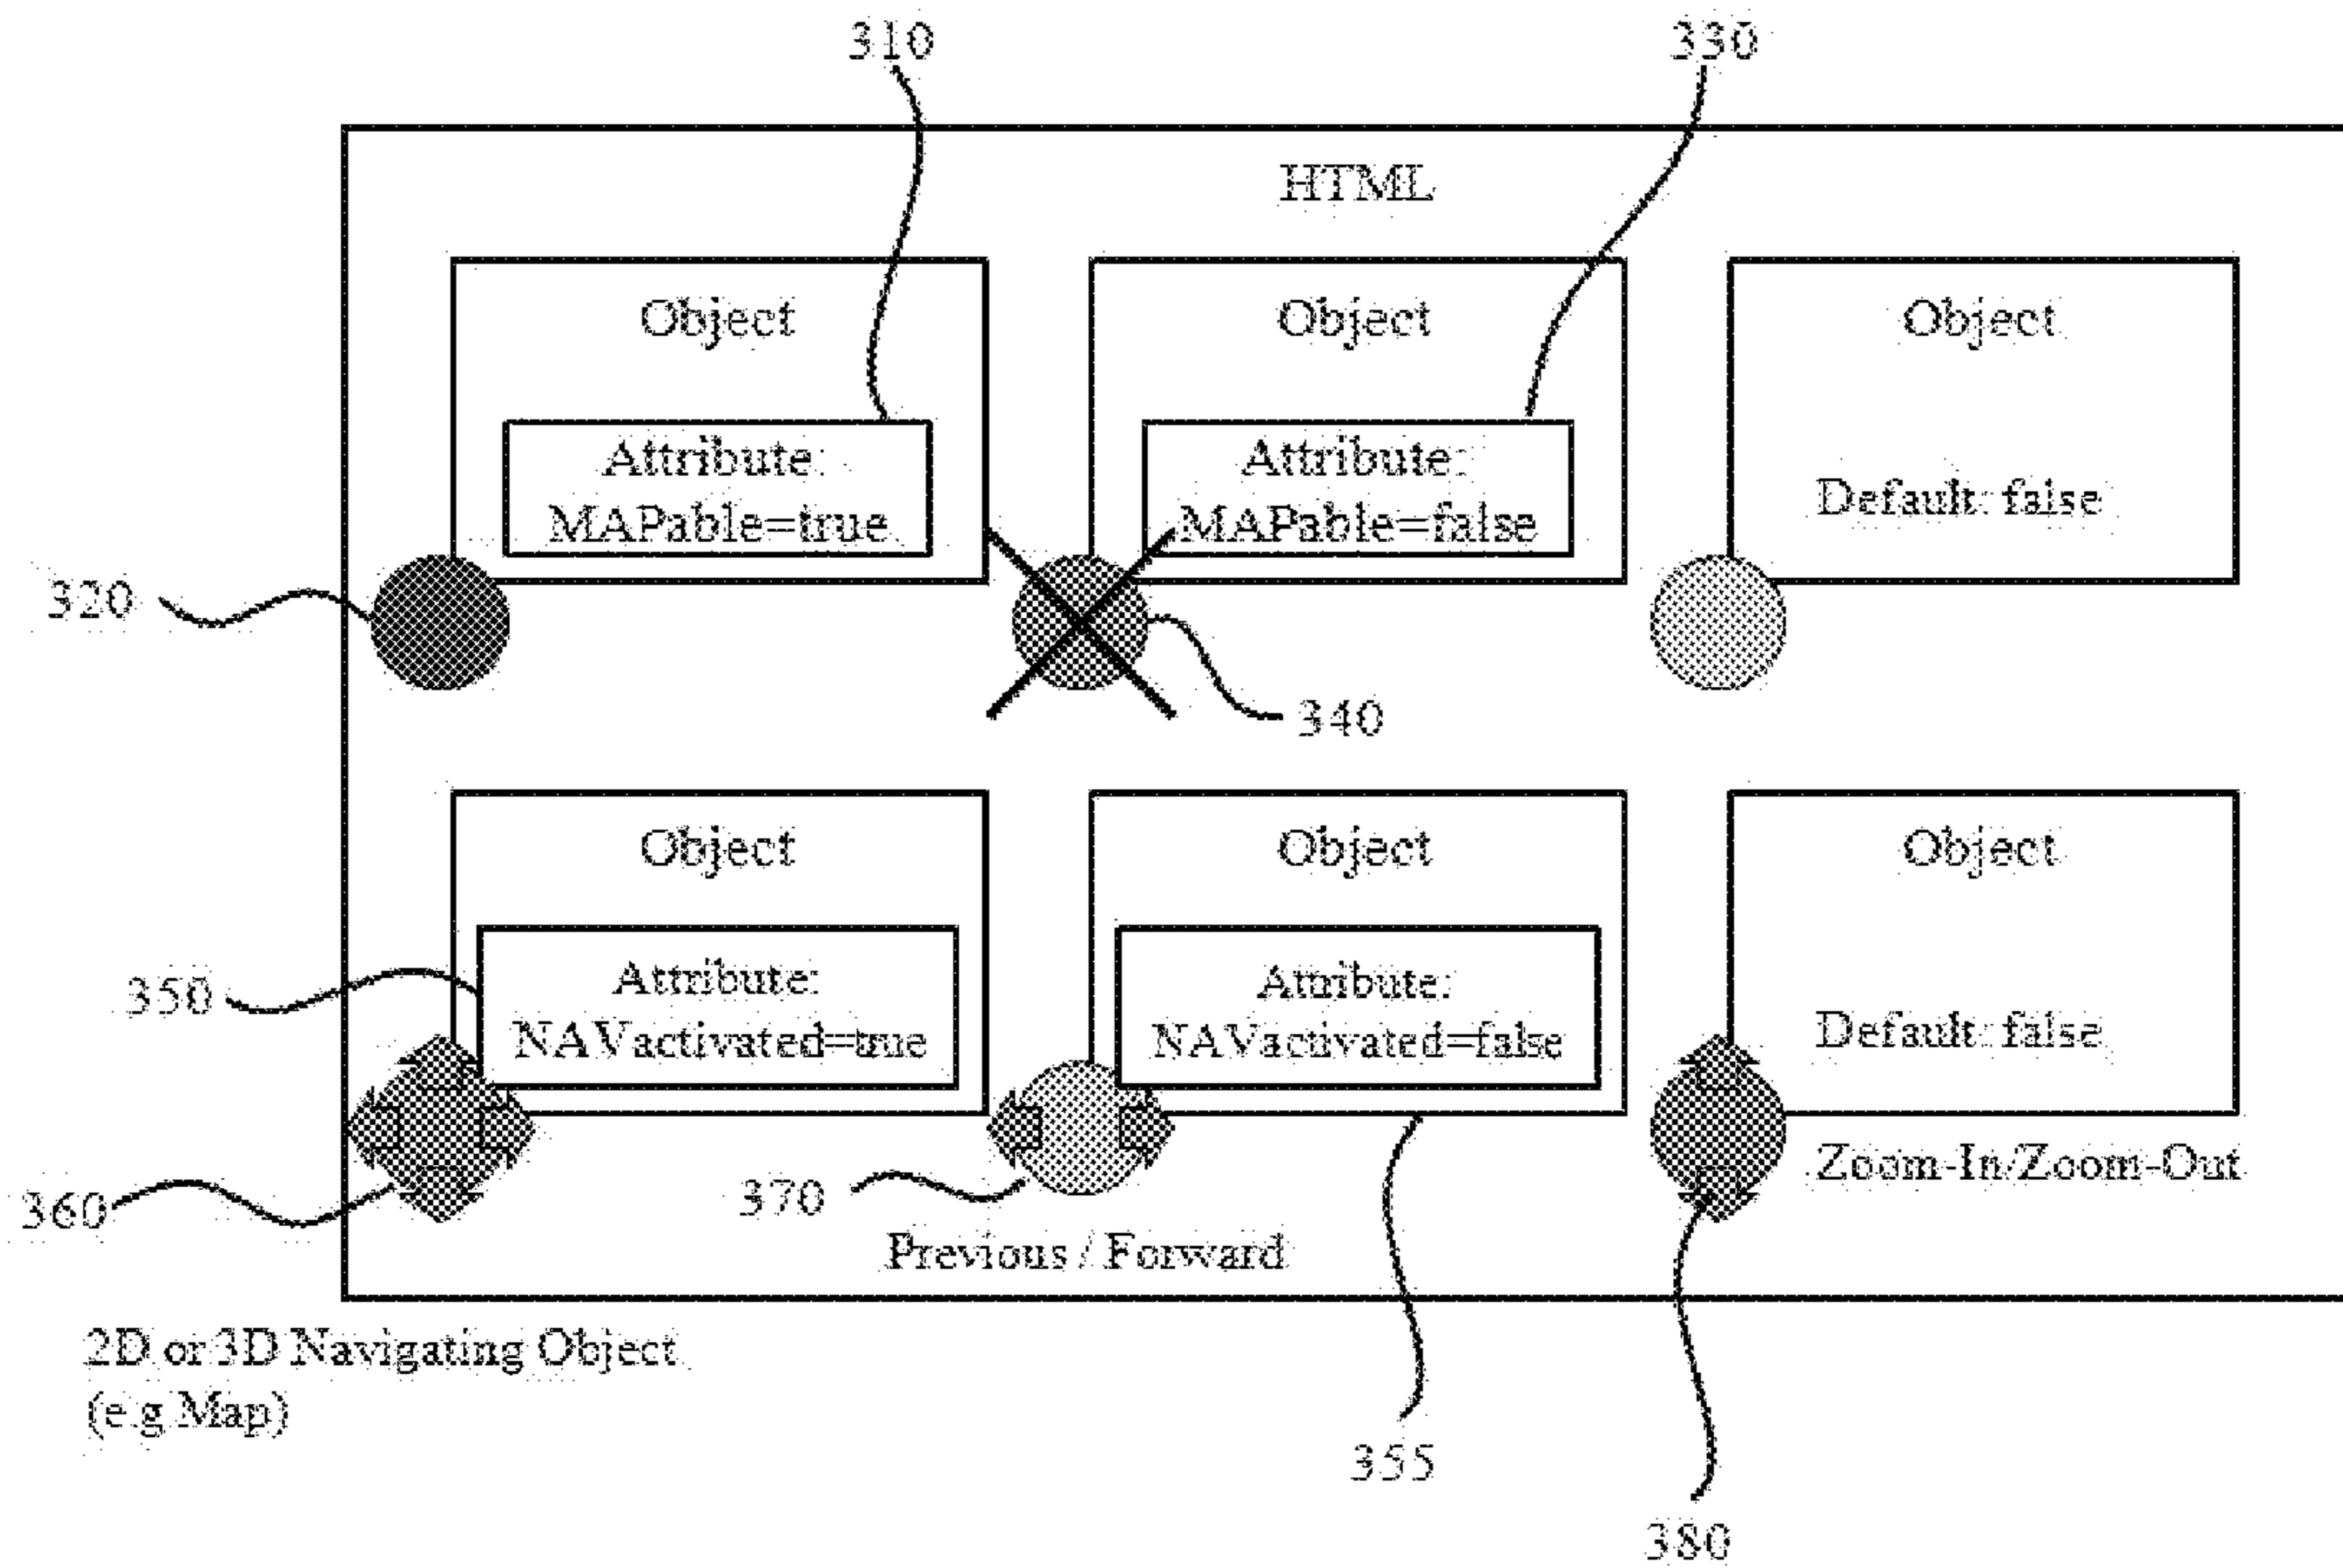 310
330
HTML
Object
Object
Object
Attribute:
MAPable=true
Attribute:
MAPable=false
Default: false
320
340
Object
Object
Object
350
Attribute:
NAVactivated=true
Attribute:
NAVactivated=false
Default: false
360
370
Zoom-In/Zoom-Out
Previous / Forward
2D or 3D Navigating Object
(e.g Map)
355
380